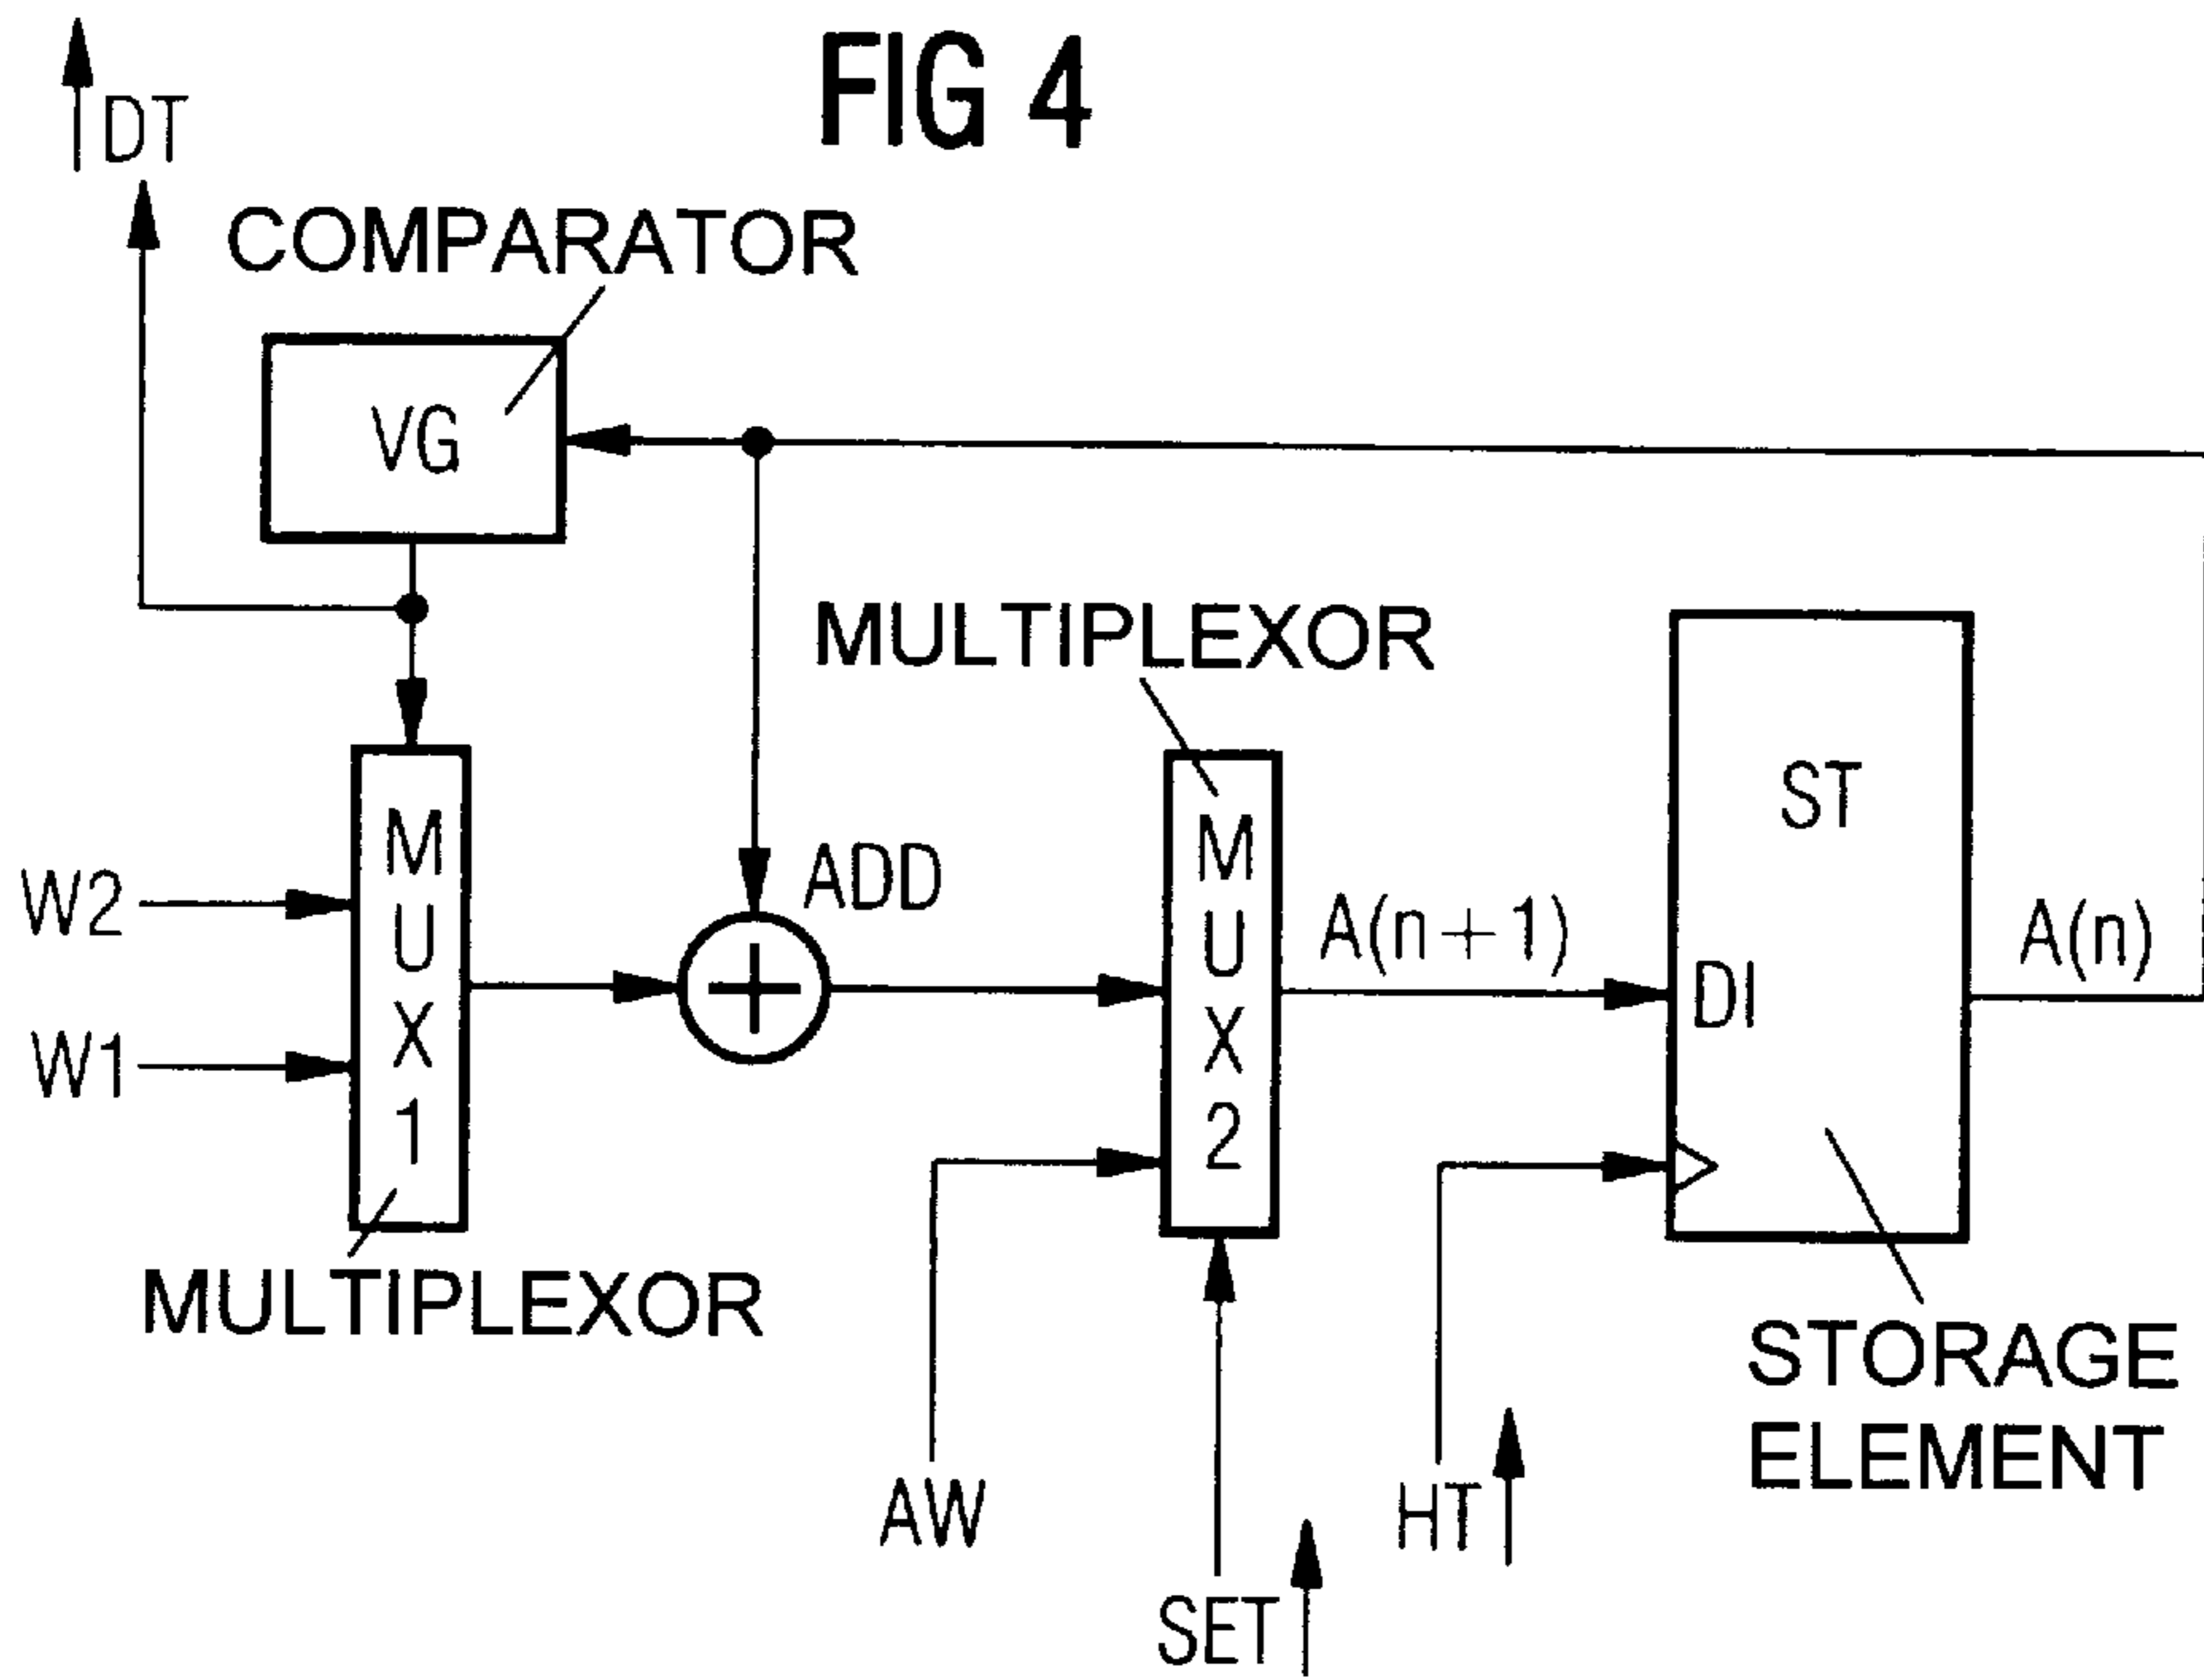 FIG 4
DT
COMPARATOR
VG
MULTIPLEXOR
ST
MUX1
MUX2
ADD
W2
A(n+1)
A(n)
DI
W1
MULTIPLEXOR
STORAGE
ELEMENT
AW
HT
SET